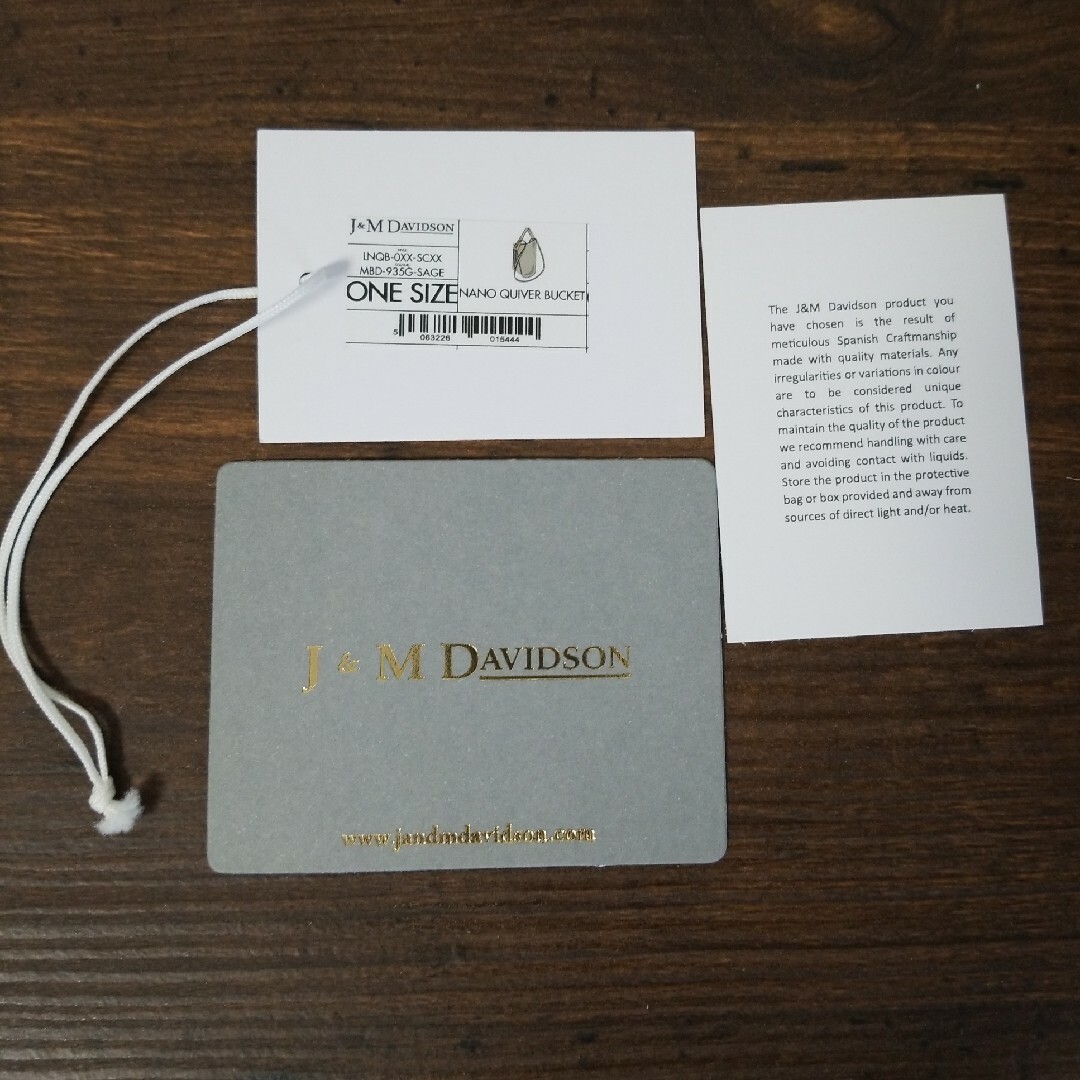 J&M DAVIDSON
STYLE
LNQB-0XX-SCXX
COLOUR
MBD-935G-SAGE
ONE SIZE
NANO QUIVER BUCKET
5 063226 015444
The J&M Davidson product you
have chosen is the result of
meticulous Spanish Craftmanship
made with quality materials. Any
irregularities or variations in colour
are to be considered unique
characteristics of this product. To
maintain the quality of the product
we recommend handling with care
and avoiding contact with liquids.
Store the product in the protective
bag or box provided and away from
sources of direct light and/or heat.
J & M DAVIDSON
www.jandmdavidson.com